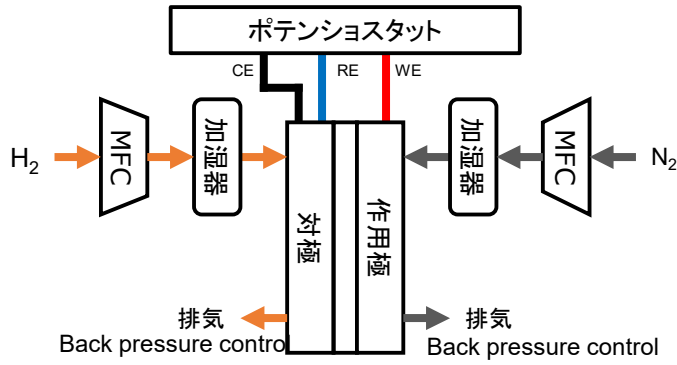 ポテンショスタット
CE
RE
WE
H2
MFC
加湿器
対極
作用極
加湿器
MFC
N2
排気
Back pressure control
排気
Back pressure control